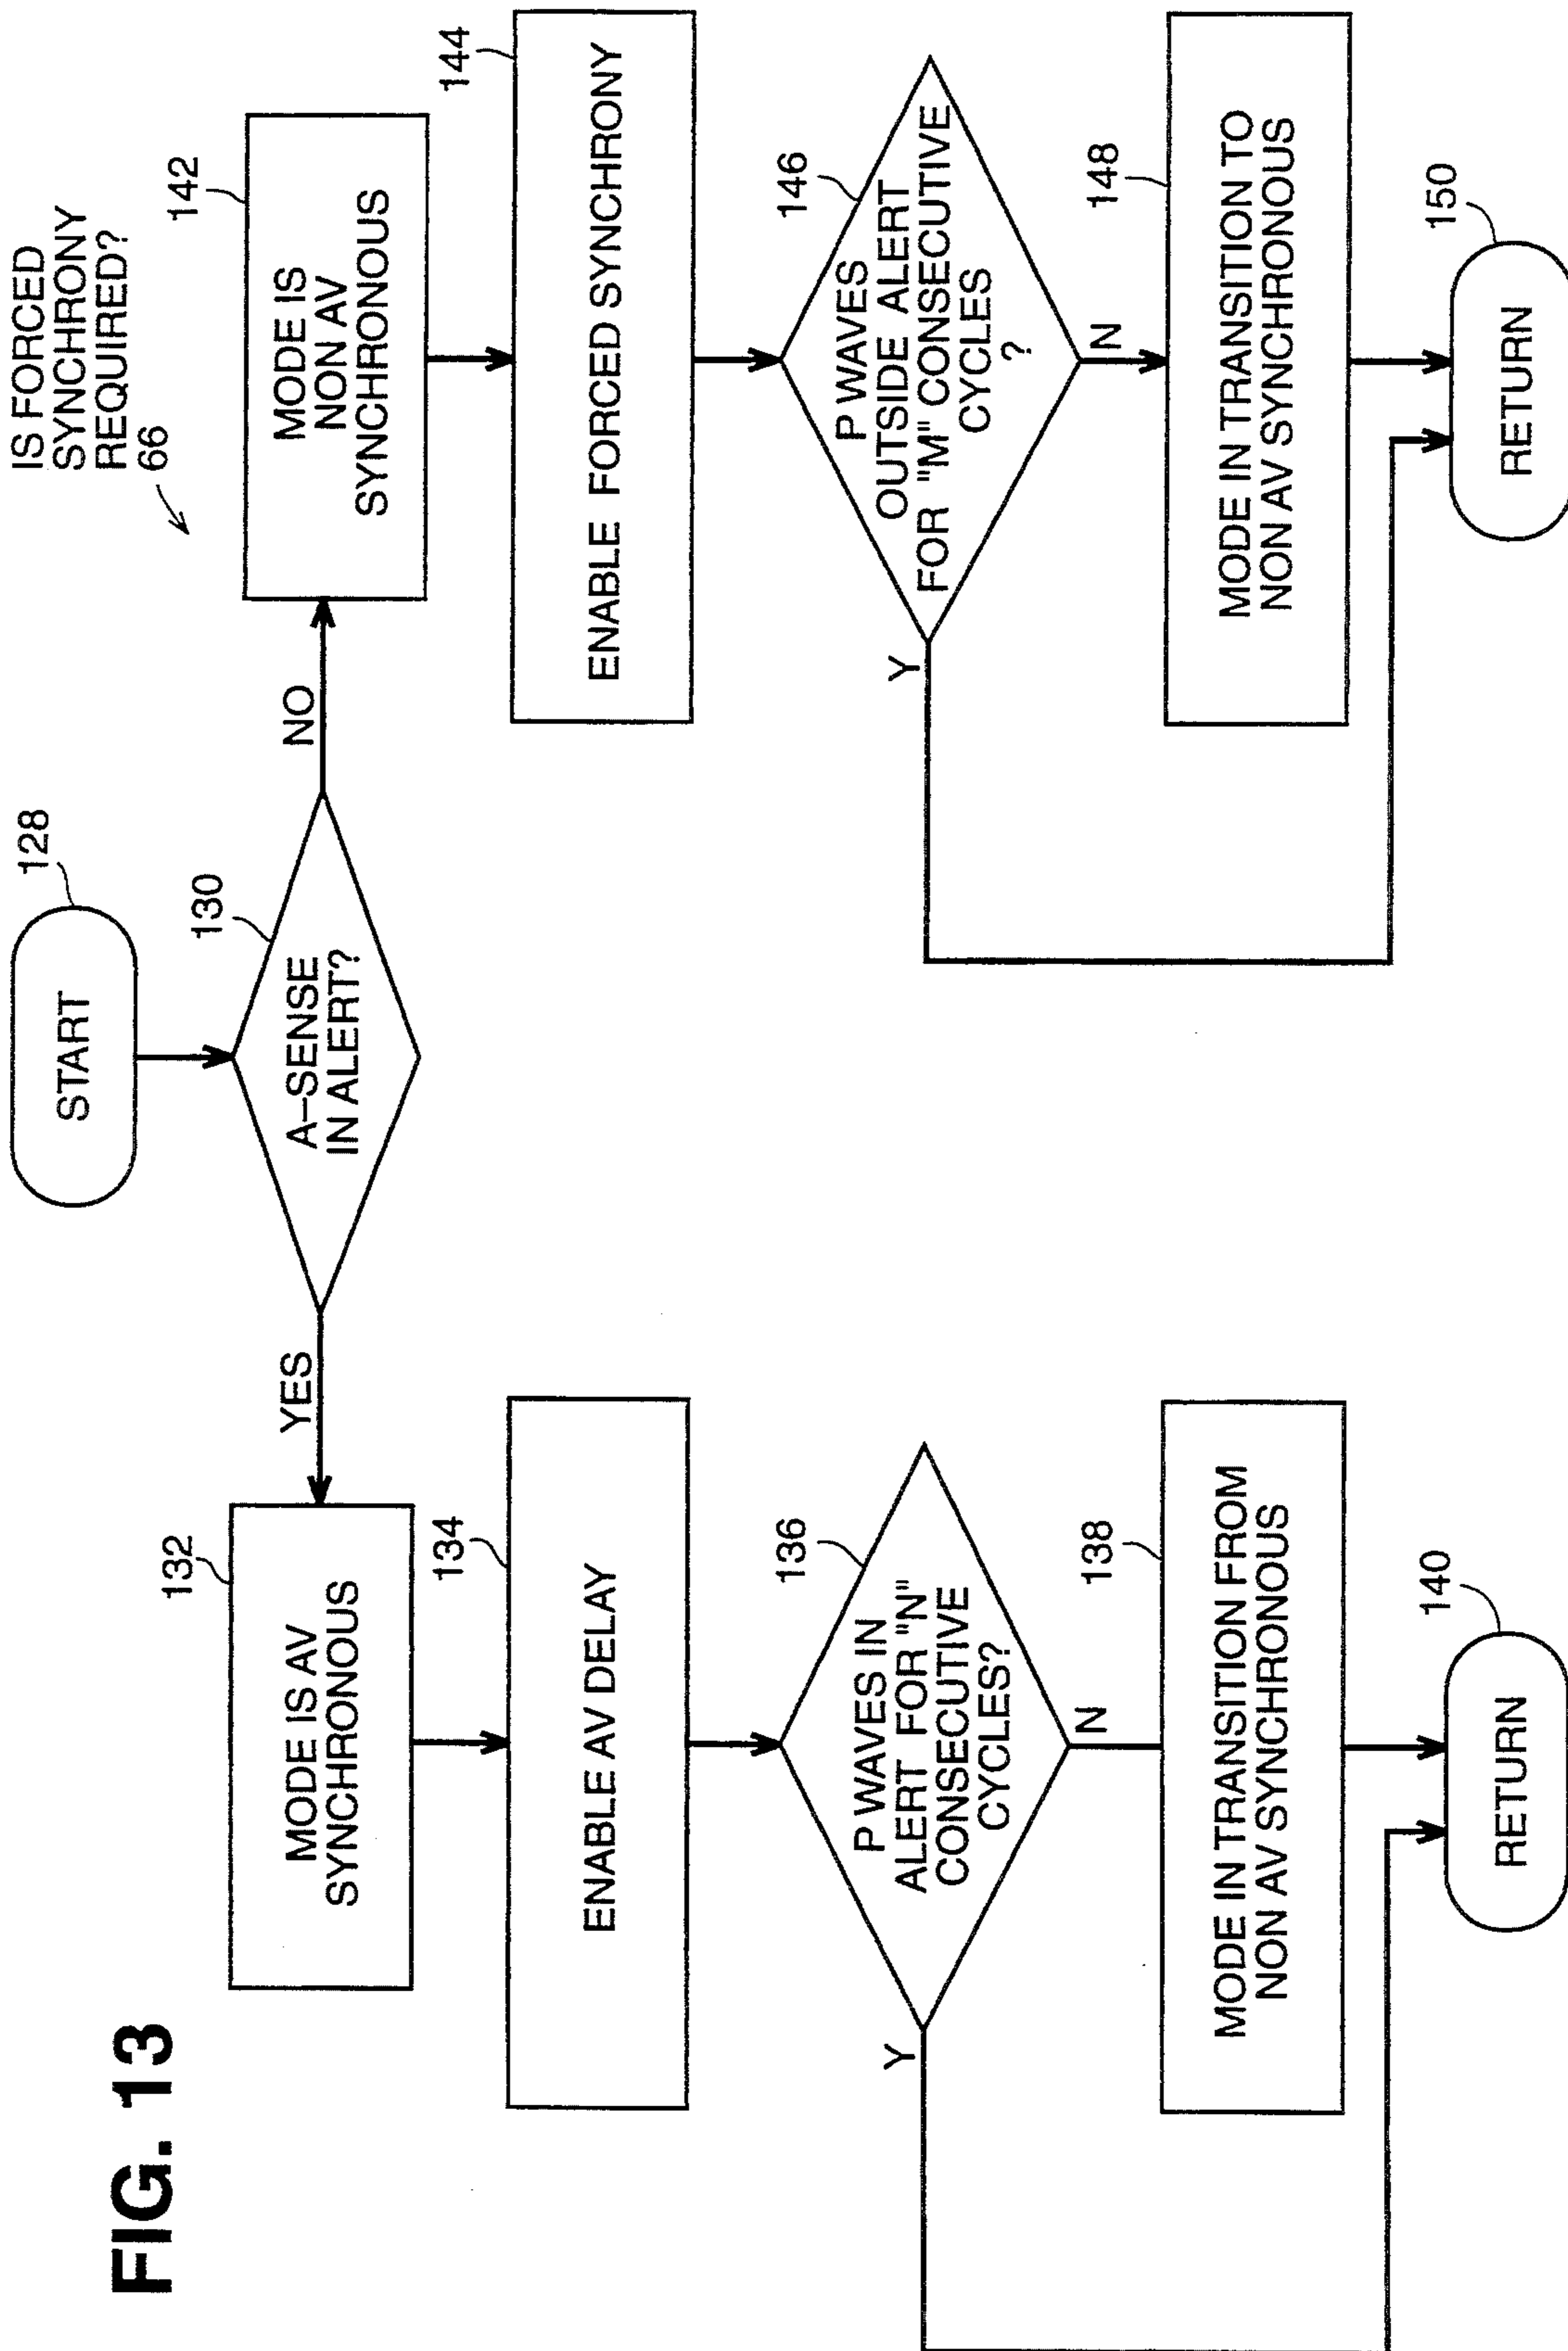 FIG. 13
IS FORCED
SYNCHRONY
REQUIRED?
66
START
128
A-SENSE
IN ALERT?
130
YES
NO
MODE IS AV
SYNCHRONOUS
132
ENABLE AV DELAY
134
P WAVES IN
ALERT FOR "N"
CONSECUTIVE
CYCLES?
136
Y
N
MODE IN TRANSITION FROM
NON AV SYNCHRONOUS
138
RETURN
140
MODE IS
NON AV
SYNCHRONOUS
142
ENABLE FORCED SYNCHRONY
144
P WAVES
OUTSIDE ALERT
FOR "M" CONSECUTIVE
CYCLES
?
146
Y
N
MODE IN TRANSITION TO
NON AV SYNCHRONOUS
148
RETURN
150